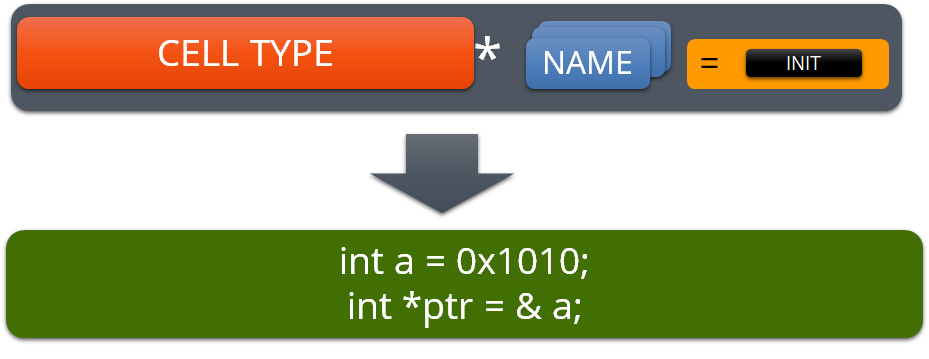 CELL TYPE * NAME = INIT
int a = 0x1010;
int *ptr = & a;